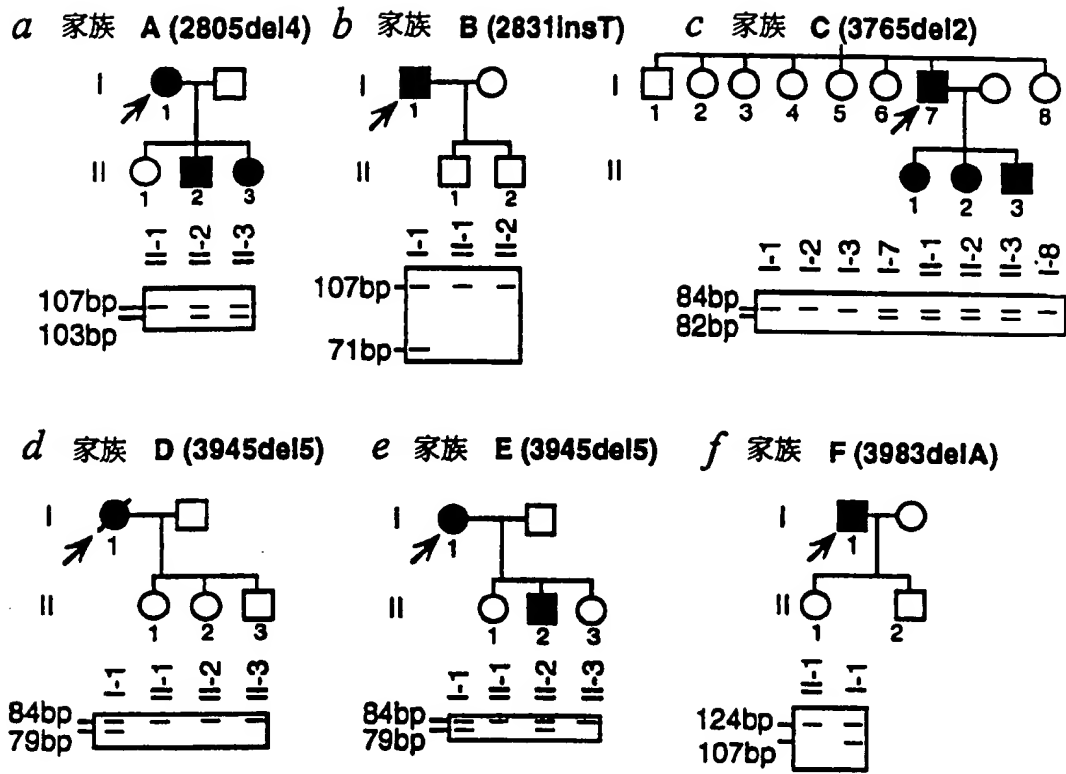 a 家族 A (2805del4)
I
1
II
1 2 3
II-1 II-2 II-3
107bp
103bp
b 家族 B (2831insT)
1
1 2
I-1 II-1 II-2
107bp
71bp
c 家族 C (3765del2)
I
1 2 3 4 5 6 7 8
II
1 2 3
I-1 I-2 I-3 I-7 II-1 II-2 II-3 I-8
84bp
82bp
d 家族 D (3945del5)
I
1
II
1 2 3
I-1 II-1 II-2 II-3
84bp
79bp
e 家族 E (3945del5)
I
1
II
1 2 3
I-1 II-1 II-2 II-3
84bp
79bp
f 家族 F (3983delA)
I
1
II
1 2
II-1 I-1
124bp
107bp